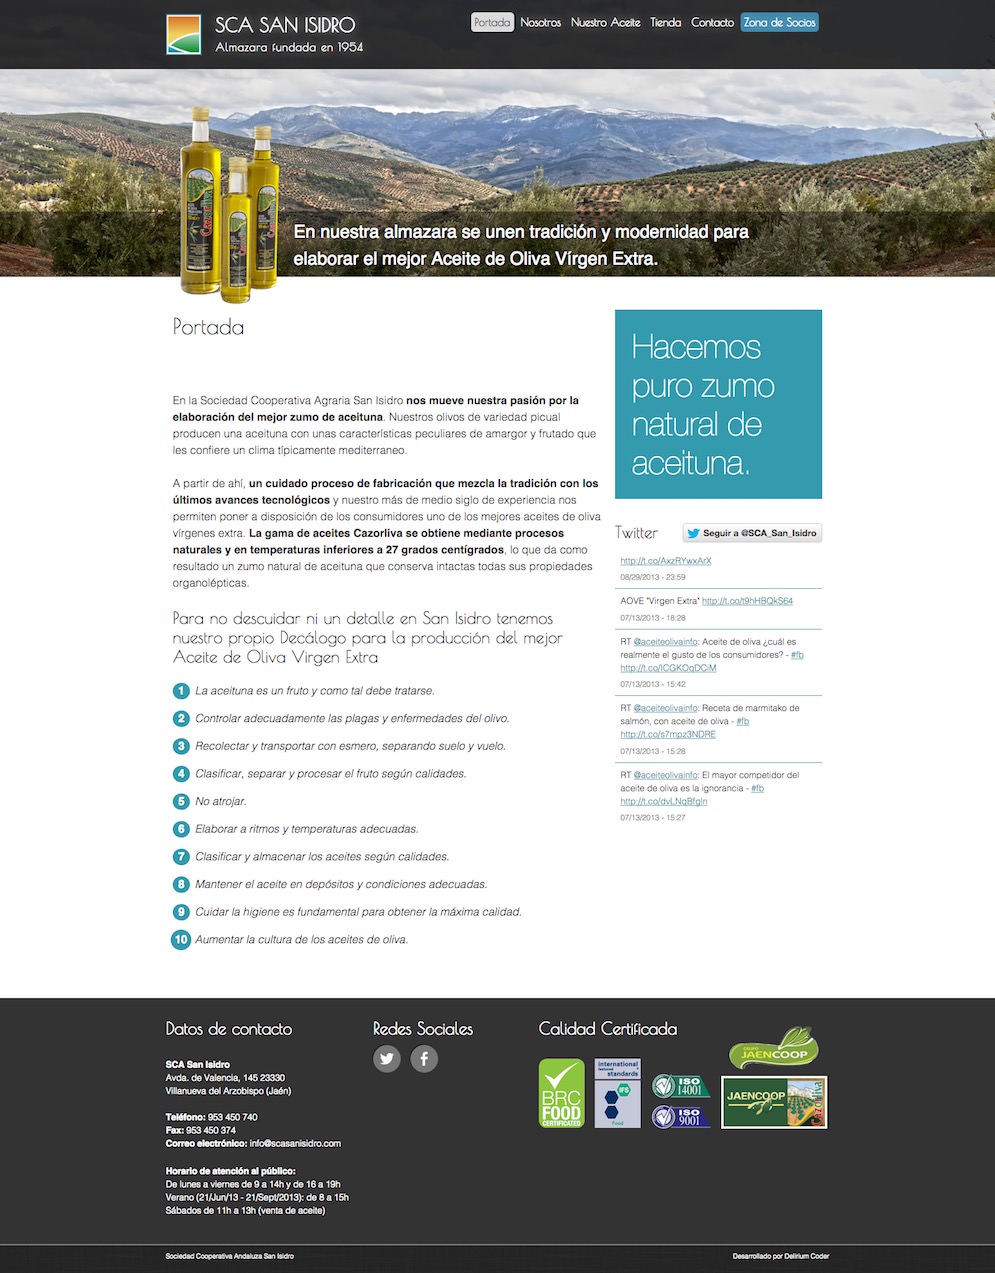 SCA SAN ISIDRO
Almazara fundada en 1954
Portada
Nosotros
Nuestro Aceite
Tienda
Contacto
Zona de Socios
Cazorliva
En nuestra almazara se unen tradición y modernidad para
elaborar el mejor Aceite de Oliva Vírgen Extra.
Portada
En la Sociedad Cooperativa Agraria San Isidro nos mueve nuestra pasión por la
elaboración del mejor zumo de aceituna. Nuestros olivos de variedad picual
producen una aceituna con unas características peculiares de amargor y frutado que
les confiere un clima típicamente mediterraneo.
A partir de ahí, un cuidado proceso de fabricación que mezcla la tradición con los
últimos avances tecnológicos y nuestro más de medio siglo de experiencia nos
permiten poner a disposición de los consumidores uno de los mejores aceites de oliva
vírgenes extra. La gama de aceites Cazorliva se obtiene mediante procesos
naturales y en temperaturas inferiores a 27 grados centígrados, lo que da como
resultado un zumo natural de aceituna que conserva intactas todas sus propiedades
organolépticas.
Para no descuidar ni un detalle en San Isidro tenemos
nuestro propio Decálogo para la producción del mejor
Aceite de Oliva Virgen Extra
1 La aceituna es un fruto y como tal debe tratarse.
2 Controlar adecuadamente las plagas y enfermedades del olivo.
3 Recolectar y transportar con esmero, separando suelo y vuelo.
4 Clasificar, separar y procesar el fruto según calidades.
5 No atrojar.
6 Elaborar a ritmos y temperaturas adecuadas.
7 Clasificar y almacenar los aceites según calidades.
8 Mantener el aceite en depósitos y condiciones adecuadas.
9 Cuidar la higiene es fundamental para obtener la máxima calidad.
10 Aumentar la cultura de los aceites de oliva.
Hacemos
puro zumo
natural de
aceituna.
Twitter
Seguir a @SCA_San_Isidro
http://t.co/AxzRYwxArX
08/29/2013 - 23:59
AOVE "Virgen Extra" http://t.co/t9hHBQkS64
07/13/2013 - 18:28
RT @aceiteolivainfo: Aceite de oliva ¿cuál es
realmente el gusto de los consumidores? - #fb
http://t.co/ICGKOqDCiM
07/13/2013 - 15:42
RT @aceiteolivainfo: Receta de marmitako de
salmón, con aceite de oliva - #fb
http://t.co/s7mpz3NDRE
07/13/2013 - 15:28
RT @aceiteolivainfo: El mayor competidor del
aceite de oliva es la ignorancia - #fb
http://t.co/dvLNqBfgln
07/13/2013 - 15:27
Datos de contacto
SCA San Isidro
Avda. de Valencia, 145 23330
Villanueva del Arzobispo (Jaén)
Teléfono: 953 450 740
Fax: 953 450 374
Correo electrónico: info@scasanisidro.com
Horario de atención al público:
De lunes a viernes de 9 a 14h y de 16 a 19h
Verano (21/Jun/13 - 21/Sept/2013): de 8 a 15h
Sábados de 11h a 13h (venta de aceite)
Redes Sociales
Calidad Certificada
BRC
FOOD
CERTIFICATED
international
featured
standards
IFS
Food
ISO
14001
ISO
9001
GRUPO
JAENCOOP
JAENCOOP
Cazorliva
Sociedad Cooperativa Andaluza San Isidro
Desarrollado por Delirium Coder